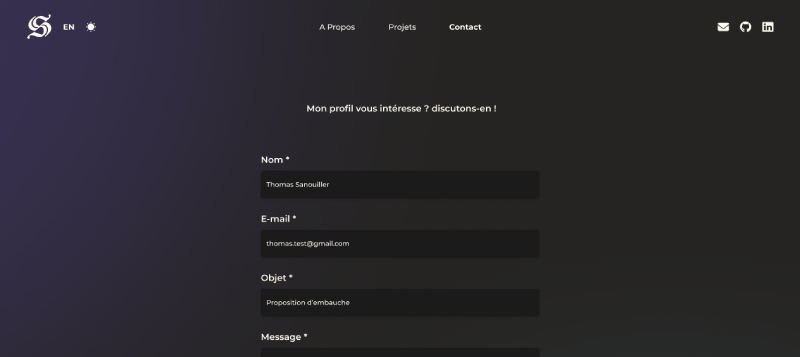 S EN
A Propos Projets Contact
Mon profil vous intéresse ? discutons-en !
Nom *
Thomas Sanouiller
E-mail *
thomas.test@gmail.com
Objet *
Proposition d'embauche
Message *